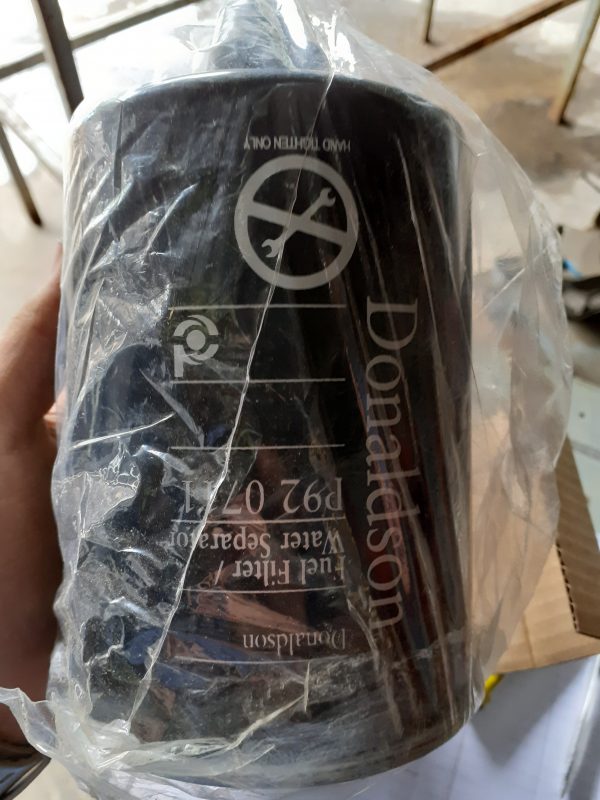 Donaldson
Fuel Filter /
Water Separator
P92 0711
Donaldson
HAND TIGHTEN ONLY